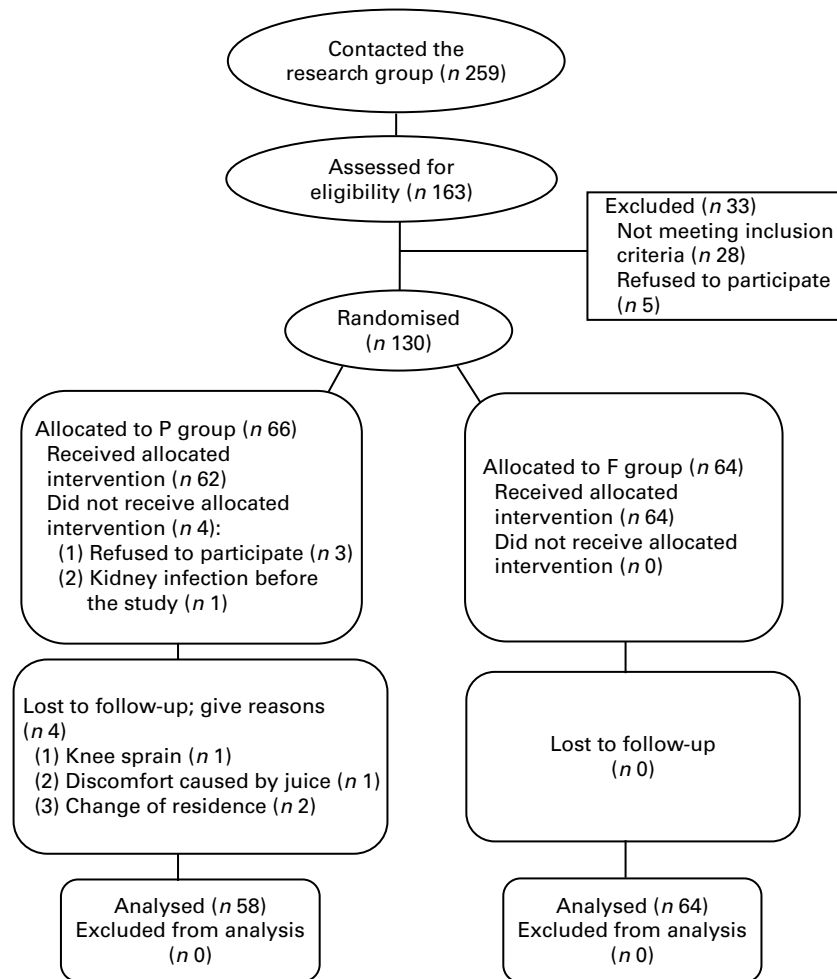 Contacted the
research group (n 259)
Assessed for
eligibility (n 163)
Excluded (n 33)
Not meeting inclusion
criteria (n 28)
Refused to participate
(n 5)
Randomised
(n 130)
Allocated to P group (n 66)
Received allocated
intervention (n 62)
Did not receive allocated
intervention (n 4):
(1) Refused to participate (n 3)
(2) Kidney infection before
the study (n 1)
Allocated to F group (n 64)
Received allocated
intervention (n 64)
Did not receive allocated
intervention (n 0)
Lost to follow-up; give reasons
(n 4)
(1) Knee sprain (n 1)
(2) Discomfort caused by juice (n 1)
(3) Change of residence (n 2)
Lost to follow-up
(n 0)
Analysed (n 58)
Excluded from analysis
(n 0)
Analysed (n 64)
Excluded from analysis
(n 0)